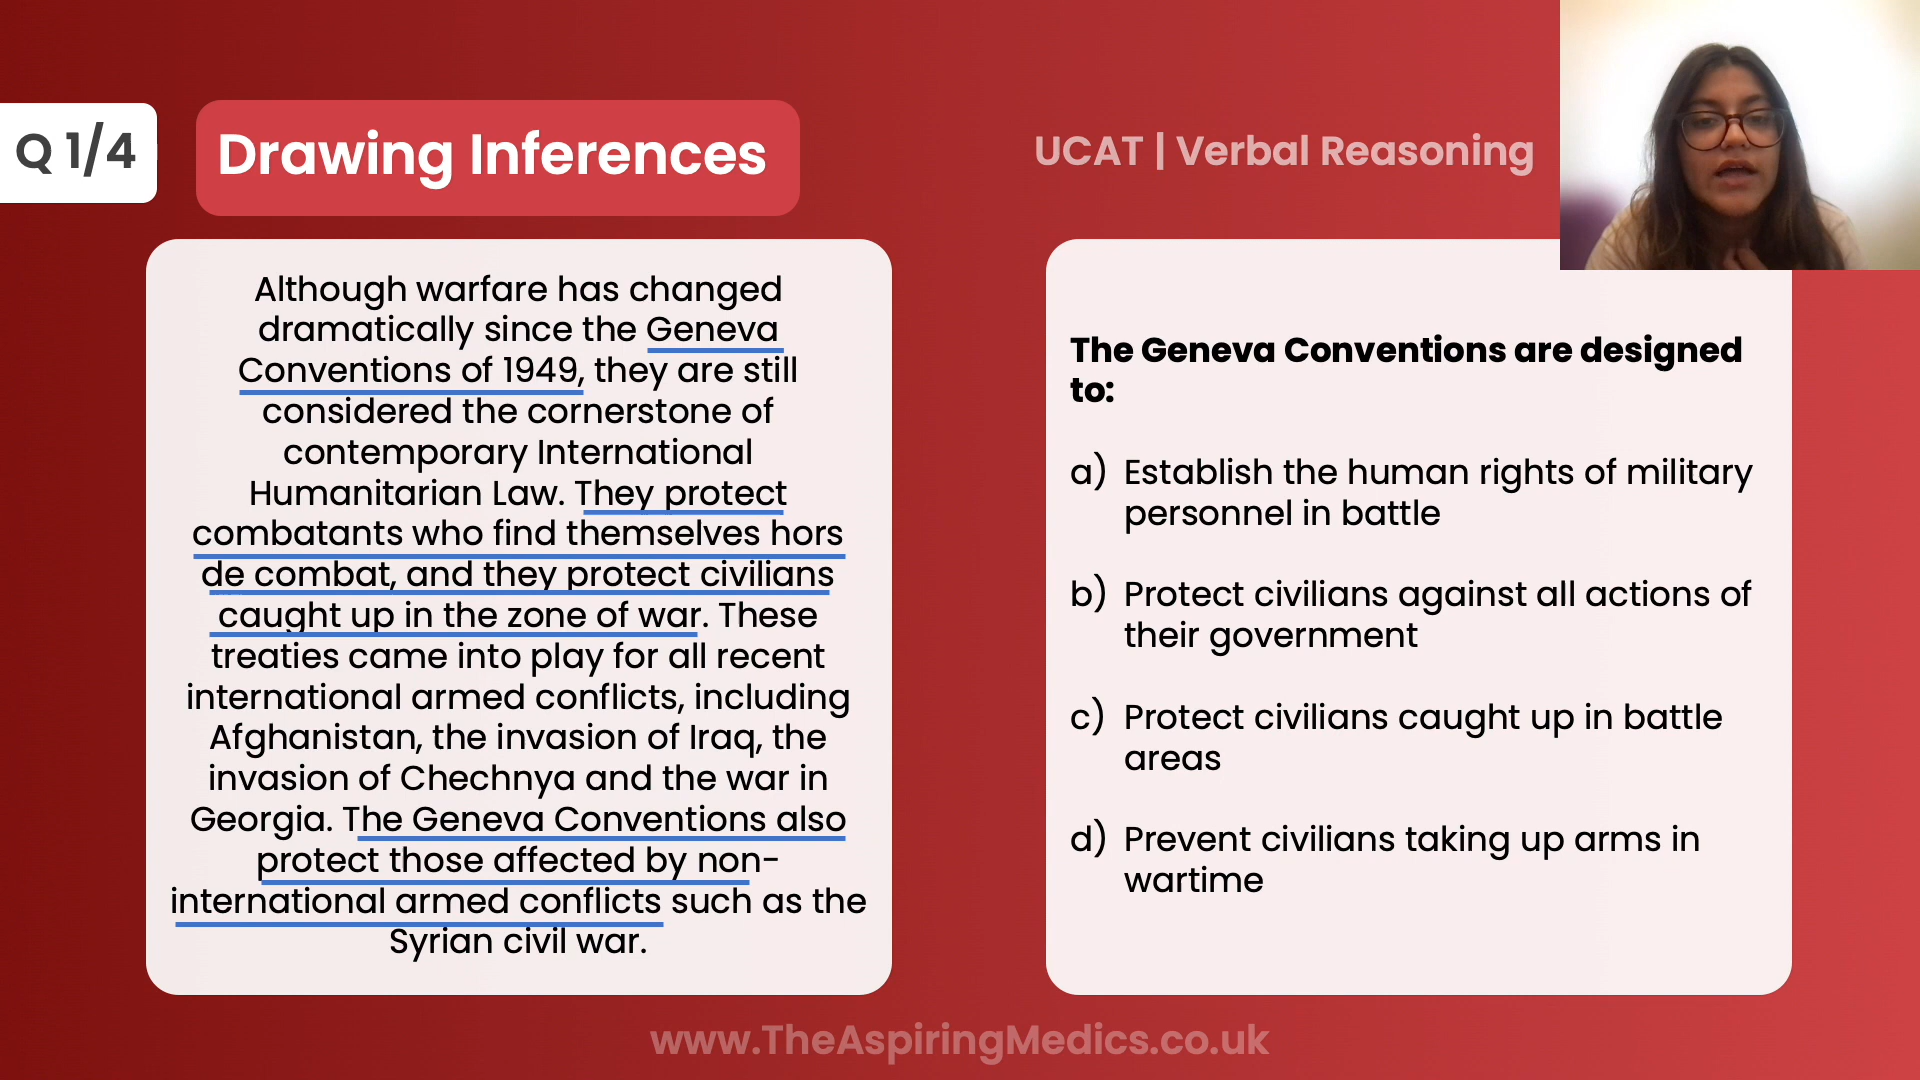 Q 1/4
Drawing Inferences
UCAT | Verbal Reasoning
Although warfare has changed
dramatically since the Geneva
Conventions of 1949, they are still
considered the cornerstone of
contemporary International
Humanitarian Law. They protect
combatants who find themselves hors
de combat, and they protect civilians
caught up in the zone of war. These
treaties came into play for all recent
international armed conflicts, including
Afghanistan, the invasion of Iraq, the
invasion of Chechnya and the war in
Georgia. The Geneva Conventions also
protect those affected by non-
international armed conflicts such as the
Syrian civil war.
The Geneva Conventions are designed
to:
a) Establish the human rights of military
personnel in battle
b) Protect civilians against all actions of
their government
c) Protect civilians caught up in battle
areas
d) Prevent civilians taking up arms in
wartime
www.TheAspiringMedics.co.uk